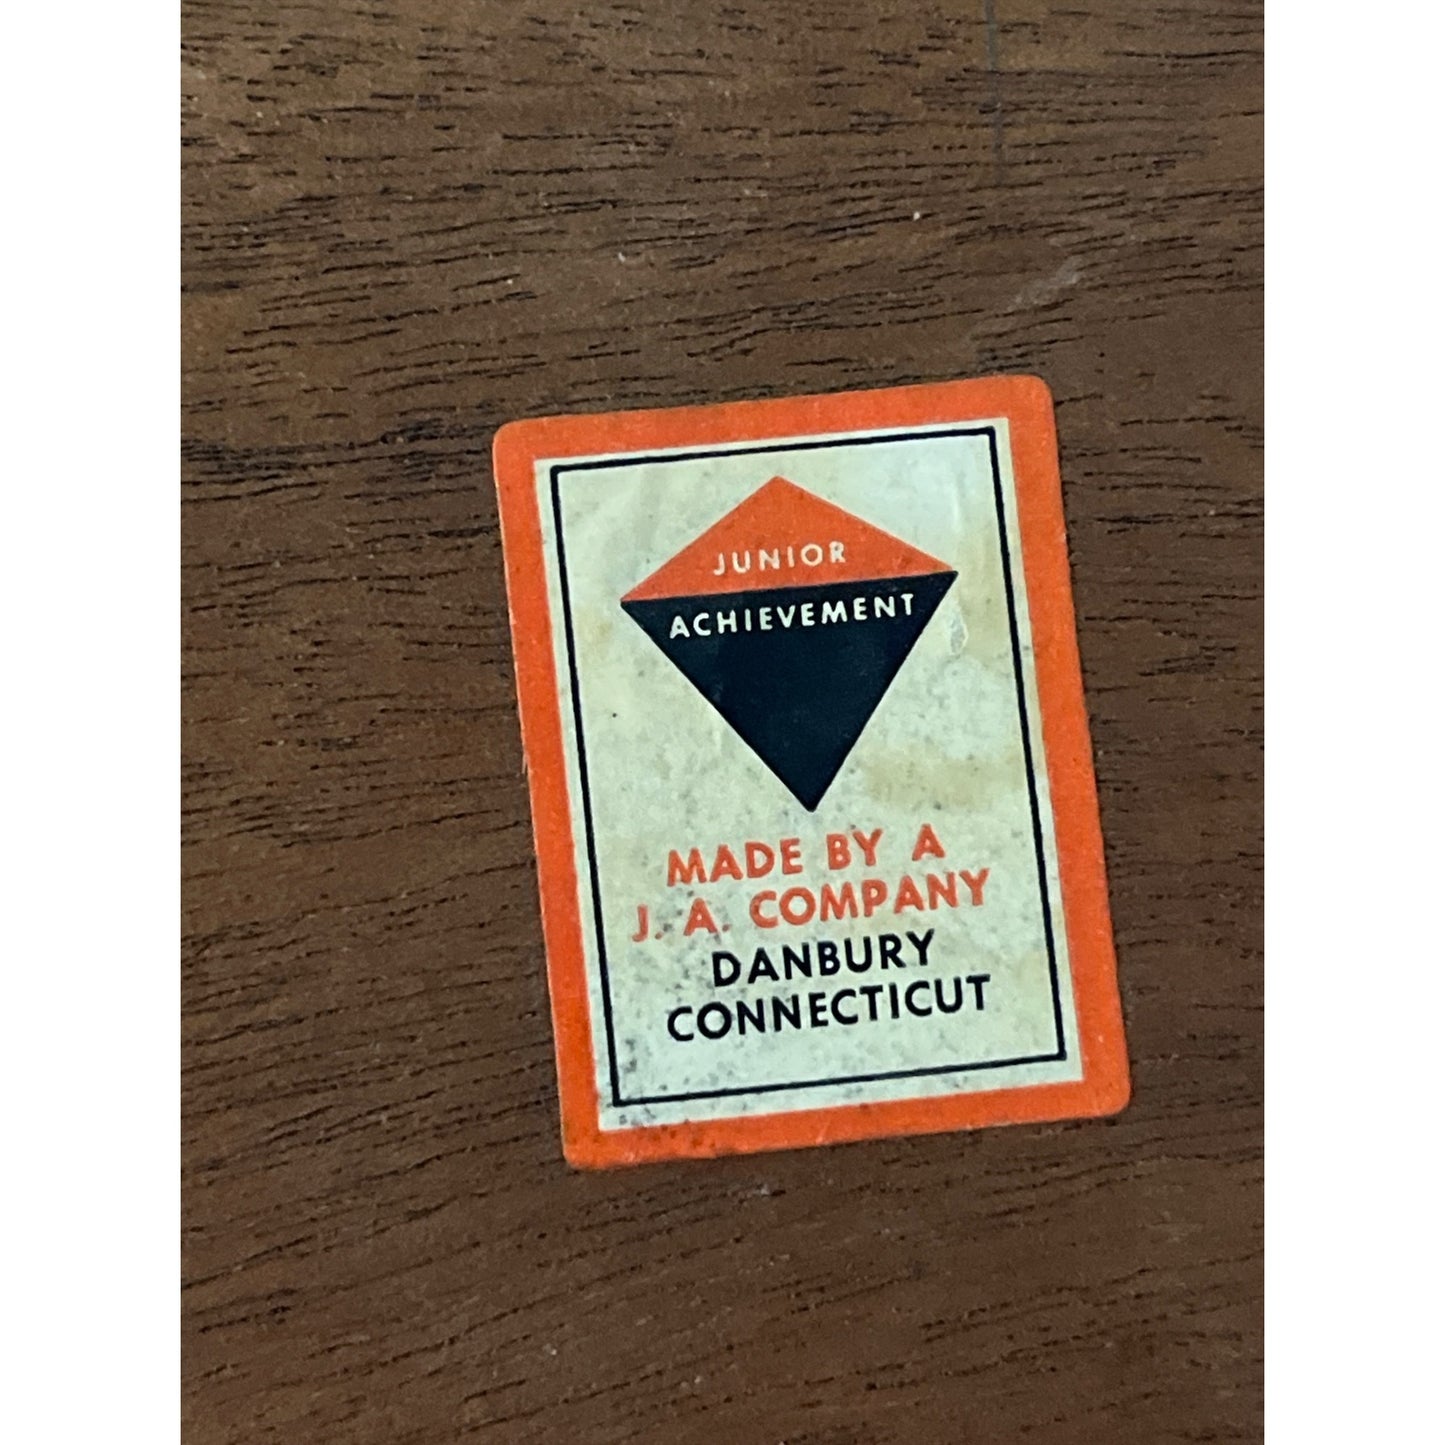 JUNIOR
ACHIEVEMENT
MADE BY A
J. A. COMPANY
DANBURY
CONNECTICUT